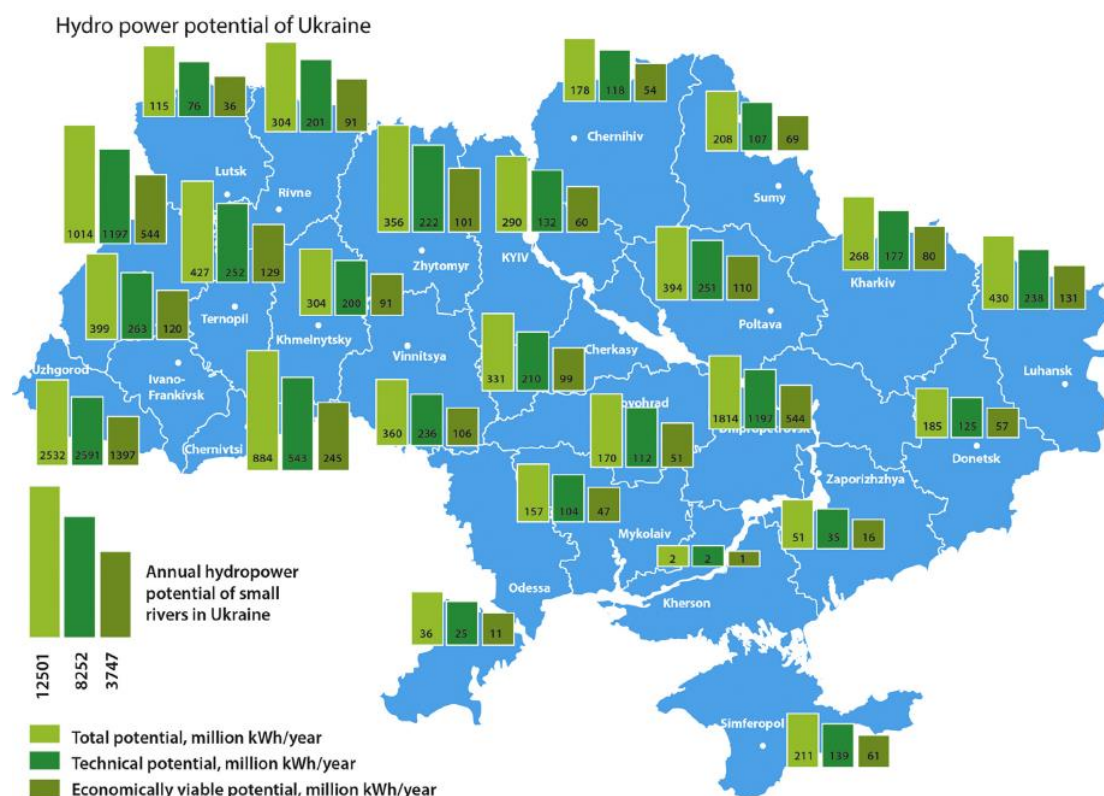 Hydro power potential of Ukraine
115 76 36
304 201 91
178 118 54
208 107 69
Chernihiv
1014 1197 544
Lutsk
Rivne
356 222 101
290 132 60
Sumy
427 252 129
Zhytomyr
KYIV
268 177 80
Kharkiv
399 263 120
304 200 91
394 251 110
430 238 131
Ternopil
Khmelnytsky
Poltava
Vinnitsya
331 210 99
Cherkasy
Uzhgorod
Ivano-
Frankivsk
Luhansk
2532 2591 1397
Chernivtsi
884 543 245
360 236 106
ovohrad
170 112 51
1814 1197 544
Dnipropetrovsk
185 125 57
Donetsk
Zaporizhzhya
157 104 47
Mykolaiv
51 35 16
2 2 1
Odessa
Kherson
36 25 11
Annual hydropower
potential of small
rivers in Ukraine
12501 8252 3747
Simferopol
211 139 61
Total potential, million kWh/year
Technical potential, million kWh/year
Economically viable potential, million kWh/year